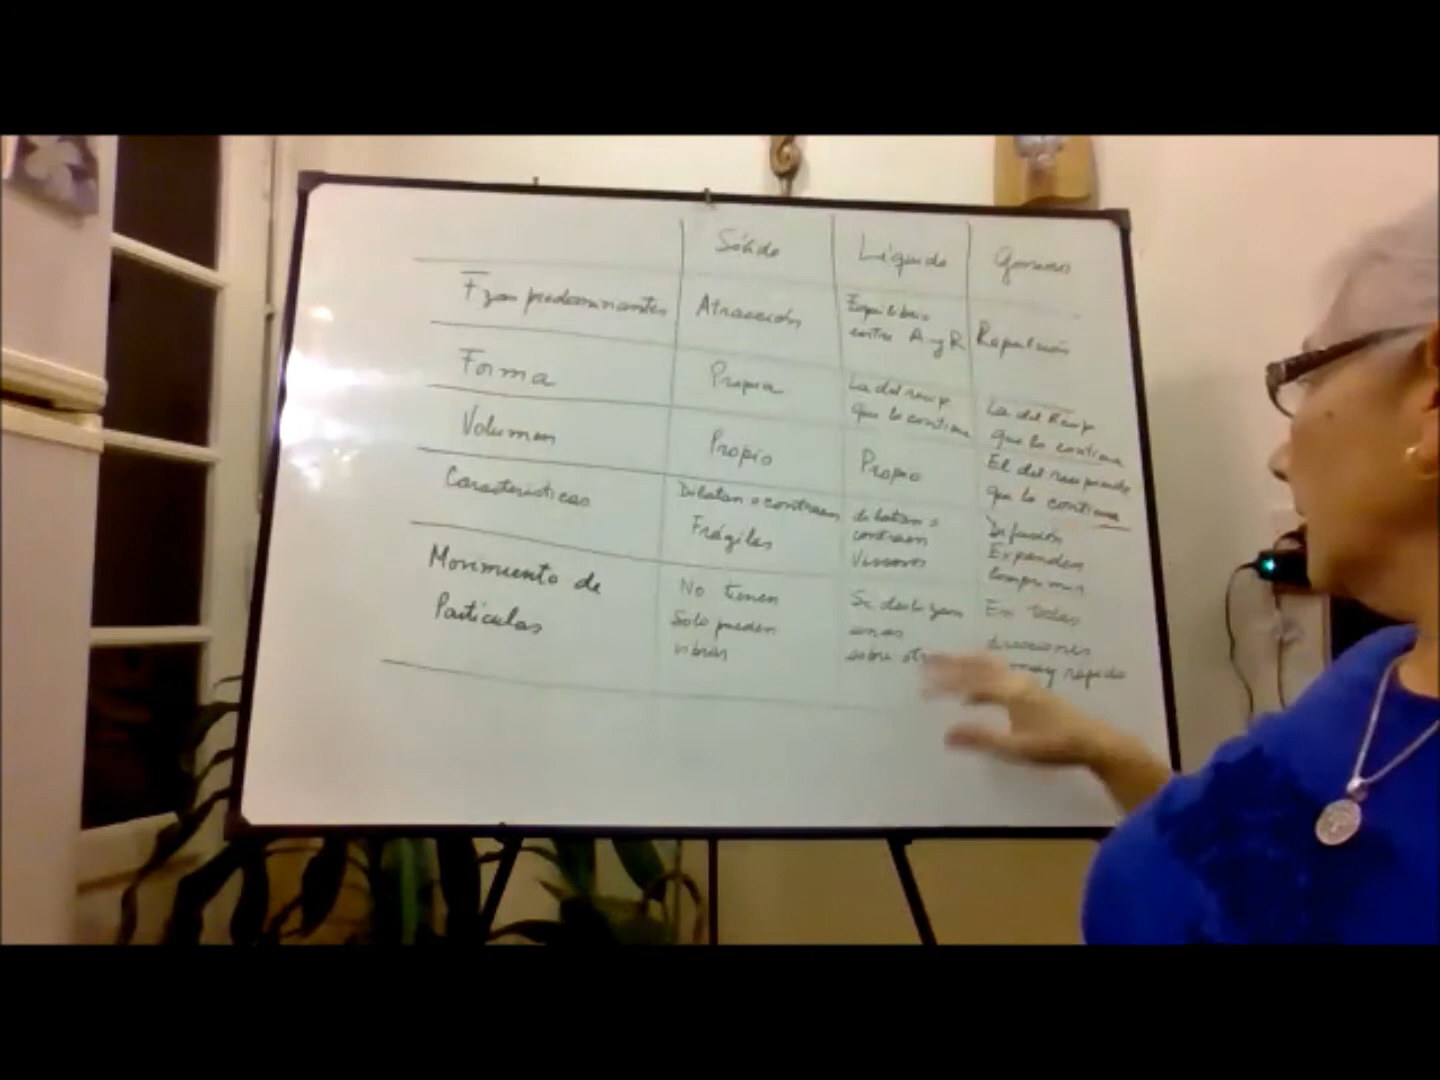 Sólido Líquido Gaseoso
Fzas predominantes Atracción Equilibrio entre A y R Repulsión
Forma Propia La del recip que lo contiene La del Recip que lo contiene
Volumen Propio Propio El del recipiente que lo contiene
Características Dilatan o contraen Frágiles dilatan o contraen Viscosos Difusión Expanden Comprimen
Movimiento de Partículas No tienen Solo pueden vibrar Se deslizan unas sobre otras En todas direcciones muy rápido